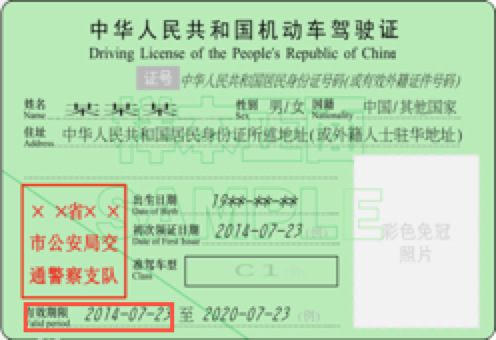 中华人民共和国机动车驾驶证
Driving License of the People's Republic of China
证号 中华人民共和国居民身份证号码(或有效外籍证件号码)
姓名 性别 男/女 国籍 中国/其他国家
Name Sex Nationality
住址 中华人民共和国居民身份证所述地址(或外籍人士驻华地址)
Address
SAMPLE
× ×省× ×
市公安局交
通警察支队
出生日期 19**-**-**
Date of Birth
初次领证日期 2014-07-23 (例)
Date of First Issue
准驾车型 C1
Class
彩色免冠
照片
有效期限 2014-07-23 至 2020-07-23 (例)
Valid period